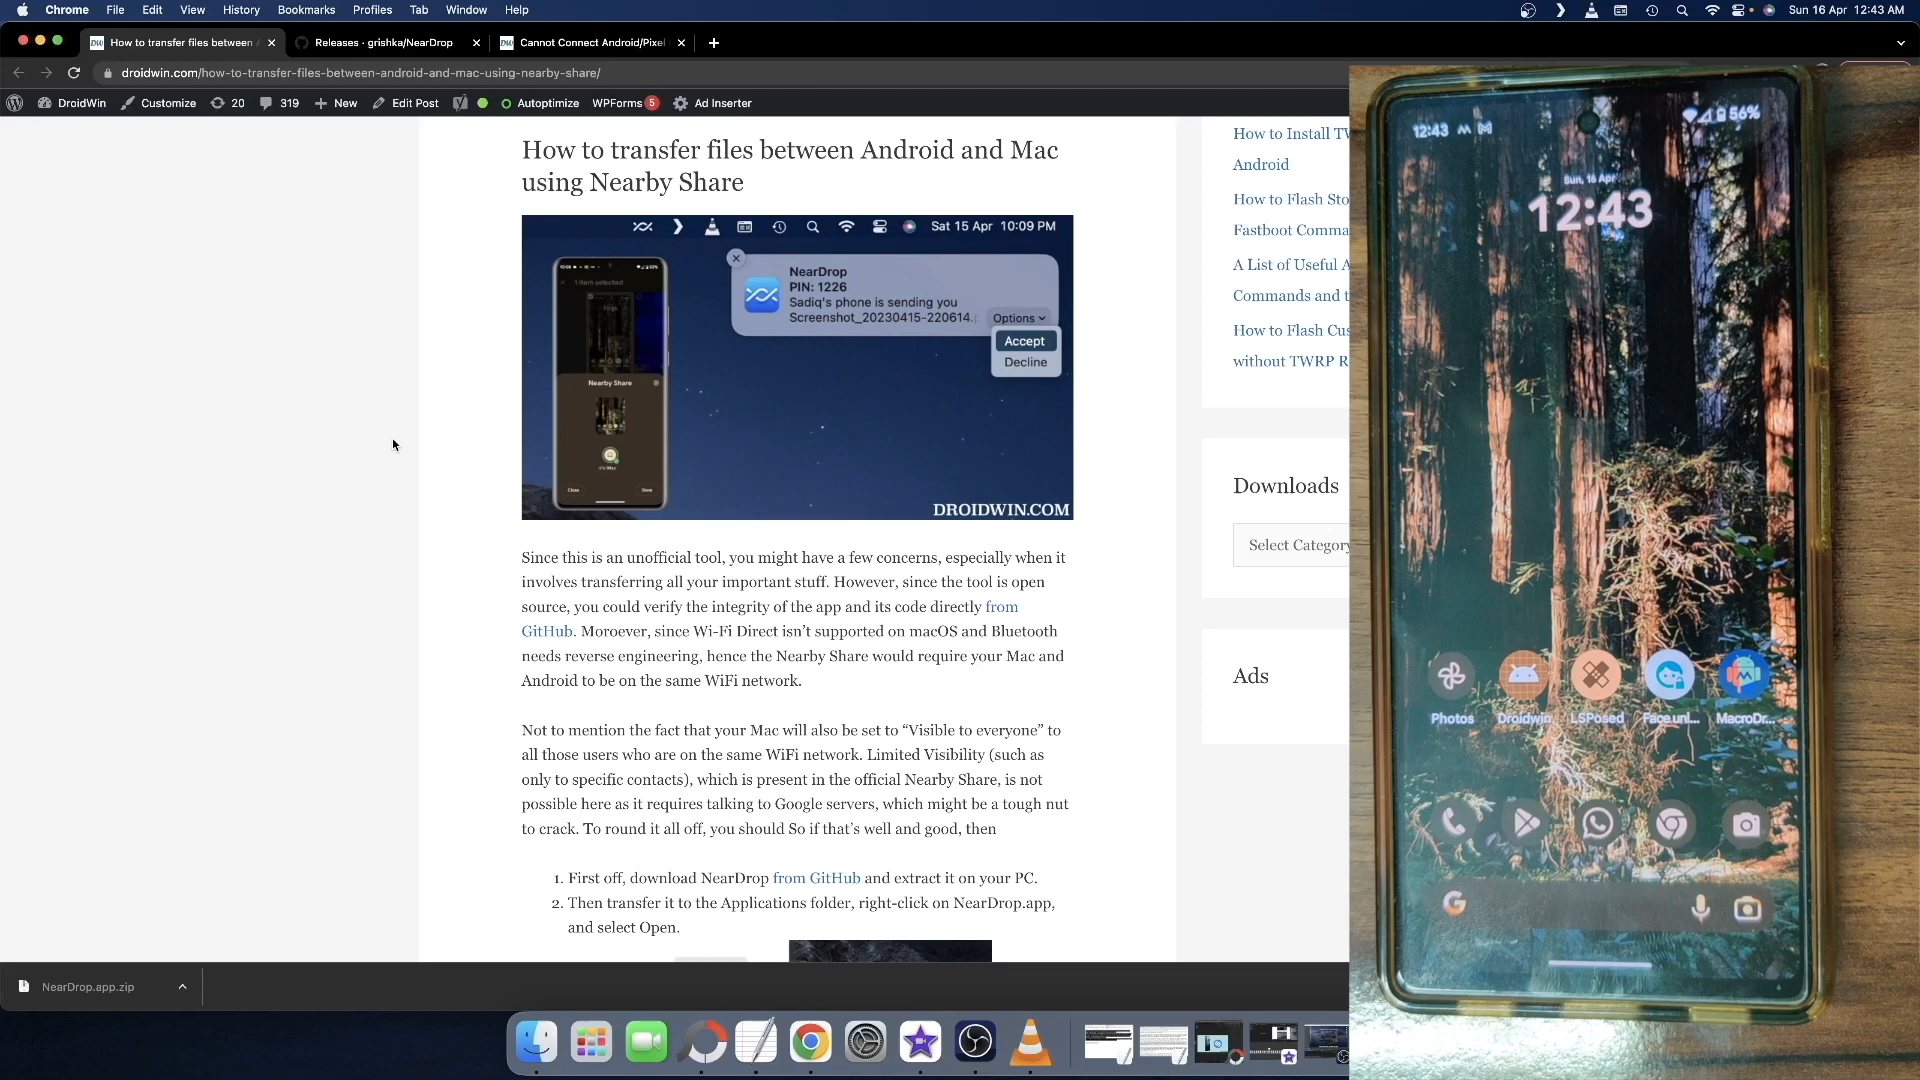 Chrome File Edit View History Bookmarks Profiles Tab Window Help Sun 16 Apr 12:43 AM
How to transfer files between A
Releases · grishka/NearDrop
Cannot Connect Android/Pixel
droidwin.com/how-to-transfer-files-between-android-and-mac-using-nearby-share/
DroidWin Customize 20 319 New Edit Post Autoptimize WPForms 5 Ad Inserter
How to transfer files between Android and Mac
using Nearby Share
Sat 15 Apr 10:09 PM
1 item selected
NearDrop
PIN: 1226
Sadiq's phone is sending you
Screenshot_20230415-220614.p
Options
Accept
Decline
Nearby Share
Close
Done
DROIDWIN.COM
Since this is an unofficial tool, you might have a few concerns, especially when it
involves transferring all your important stuff. However, since the tool is open
source, you could verify the integrity of the app and its code directly from
GitHub. Moroever, since Wi-Fi Direct isn't supported on macOS and Bluetooth
needs reverse engineering, hence the Nearby Share would require your Mac and
Android to be on the same WiFi network.
Not to mention the fact that your Mac will also be set to “Visible to everyone” to
all those users who are on the same WiFi network. Limited Visibility (such as
only to specific contacts), which is present in the official Nearby Share, is not
possible here as it requires talking to Google servers, which might be a tough nut
to crack. To round it all off, you should So if that's well and good, then
1. First off, download NearDrop from GitHub and extract it on your PC.
2. Then transfer it to the Applications folder, right-click on NearDrop.app,
and select Open.
How to Install TW
Android
How to Flash Sto
Fastboot Comma
A List of Useful A
Commands and t
How to Flash Cus
without TWRP R
Downloads
Select Category
Ads
NearDrop.app.zip
12:43 56%
Sun, 16 Apr
12:43
Photos Droidwin LSPosed Face unl... MacroDr...